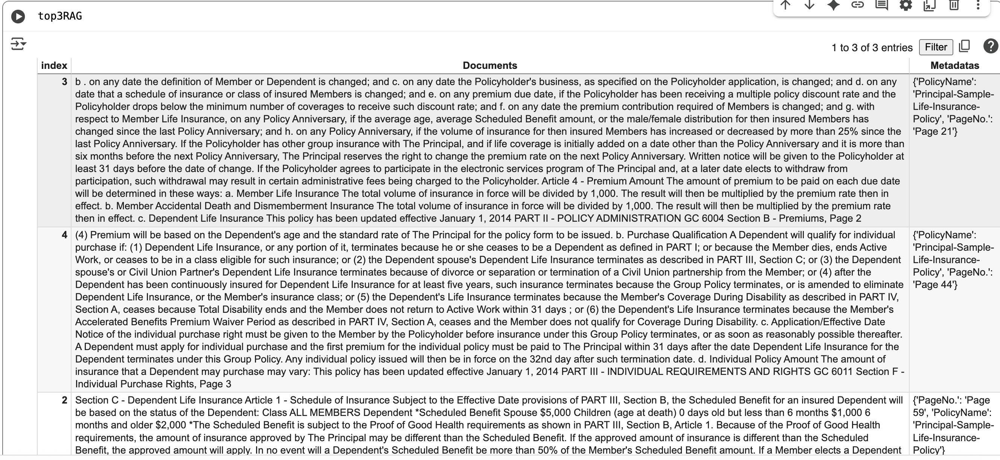 top3RAG
1 to 3 of 3 entries Filter
index Documents Metadatas
3 b . on any date the definition of Member or Dependent is changed; and c. on any date the Policyholder's business, as specified on the Policyholder application, is changed; and d. on any
date that a schedule of insurance or class of insured Members is changed; and e. on any premium due date, if the Policyholder has been receiving a multiple policy discount rate and the
Policyholder drops below the minimum number of coverages to receive such discount rate; and f. on any date the premium contribution required of Members is changed; and g. with
respect to Member Life Insurance, on any Policy Anniversary, if the average age, average Scheduled Benefit amount, or the male/female distribution for then insured Members has
changed since the last Policy Anniversary; and h. on any Policy Anniversary, if the volume of insurance for then insured Members has increased or decreased by more than 25% since the
last Policy Anniversary. If the Policyholder has other group insurance with The Principal, and if life coverage is initially added on a date other than the Policy Anniversary and it is more than
six months before the next Policy Anniversary, The Principal reserves the right to change the premium rate on the next Policy Anniversary. Written notice will be given to the Policyholder at
least 31 days before the date of change. If the Policyholder agrees to participate in the electronic services program of The Principal and, at a later date elects to withdraw from
participation, such withdrawal may result in certain administrative fees being charged to the Policyholder. Article 4 - Premium Amount The amount of premium to be paid on each due date
will be determined in these ways: a. Member Life Insurance The total volume of insurance in force will be divided by 1,000. The result will then be multiplied by the premium rate then in
effect. b. Member Accidental Death and Dismemberment Insurance The total volume of insurance in force will be divided by 1,000. The result will then be multiplied by the premium rate
then in effect. c. Dependent Life Insurance This policy has been updated effective January 1, 2014 PART II - POLICY ADMINISTRATION GC 6004 Section B - Premiums, Page 2
{'PolicyName':
'Principal-Sample-
Life-Insurance-
Policy', 'PageNo.':
'Page 21'}
4 (4) Premium will be based on the Dependent's age and the standard rate of The Principal for the policy form to be issued. b. Purchase Qualification A Dependent will qualify for individual
purchase if: (1) Dependent Life Insurance, or any portion of it, terminates because he or she ceases to be a Dependent as defined in PART I; or because the Member dies, ends Active
Work, or ceases to be in a class eligible for such insurance; or (2) the Dependent spouse's Dependent Life Insurance terminates as described in PART III, Section C; or (3) the Dependent
spouse's or Civil Union Partner's Dependent Life Insurance terminates because of divorce or separation or termination of a Civil Union partnership from the Member; or (4) after the
Dependent has been continuously insured for Dependent Life Insurance for at least five years, such insurance terminates because the Group Policy terminates, or is amended to eliminate
Dependent Life Insurance, or the Member's insurance class; or (5) the Dependent's Life Insurance terminates because the Member's Coverage During Disability as described in PART IV,
Section A, ceases because Total Disability ends and the Member does not return to Active Work within 31 days ; or (6) the Dependent's Life Insurance terminates because the Member's
Accelerated Benefits Premium Waiver Period as described in PART IV, Section A, ceases and the Member does not qualify for Coverage During Disability. c. Application/Effective Date
Notice of the individual purchase right must be given to the Member by the Policyholder before insurance under this Group Policy terminates, or as soon as reasonably possible thereafter.
A Dependent must apply for individual purchase and the first premium for the individual policy must be paid to The Principal within 31 days after the date Dependent Life Insurance for the
Dependent terminates under this Group Policy. Any individual policy issued will then be in force on the 32nd day after such termination date. d. Individual Policy Amount The amount of
insurance that a Dependent may purchase may vary: This policy has been updated effective January 1, 2014 PART III - INDIVIDUAL REQUIREMENTS AND RIGHTS GC 6011 Section F -
Individual Purchase Rights, Page 3
{'PolicyName':
'Principal-Sample-
Life-Insurance-
Policy', 'PageNo.':
'Page 44'}
2 Section C - Dependent Life Insurance Article 1 - Schedule of Insurance Subject to the Effective Date provisions of PART III, Section B, the Scheduled Benefit for an insured Dependent will
be based on the status of the Dependent: Class ALL MEMBERS Dependent *Scheduled Benefit Spouse $5,000 Children (age at death) 0 days old but less than 6 months $1,000 6
months and older $2,000 *The Scheduled Benefit is subject to the Proof of Good Health requirements as shown in PART III, Section B, Article 1. Because of the Proof of Good Health
requirements, the amount of insurance approved by The Principal may be different than the Scheduled Benefit. If the approved amount of insurance is different than the Scheduled
Benefit, the approved amount will apply. In no event will a Dependent's Scheduled Benefit be more than 50% of the Member's Scheduled Benefit amount. If a Member elects a Dependent
{'PageNo.': 'Page
59', 'PolicyName':
'Principal-Sample-
Life-Insurance-
Policy'}